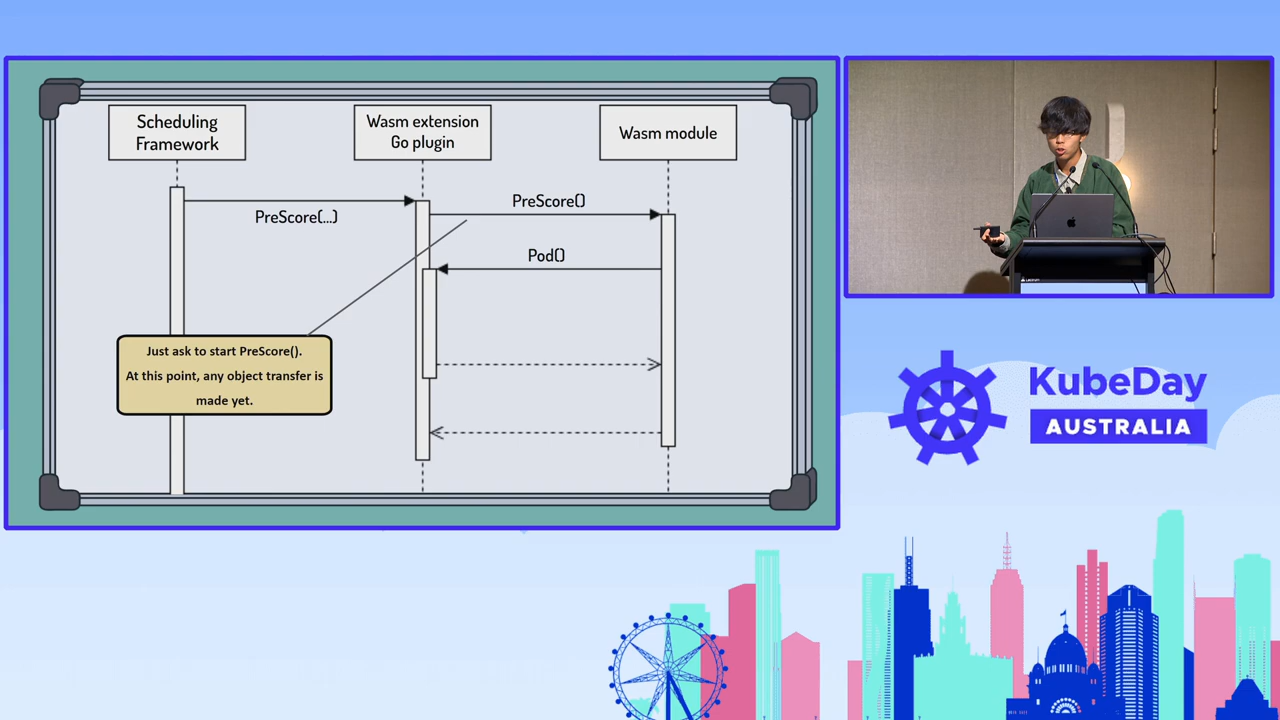 Scheduling
Framework
Wasm extension
Go plugin
Wasm module
PreScore(...)
PreScore()
Pod()
Just ask to start PreScore().
At this point, any object transfer is
made yet.
KubeDay
AUSTRALIA